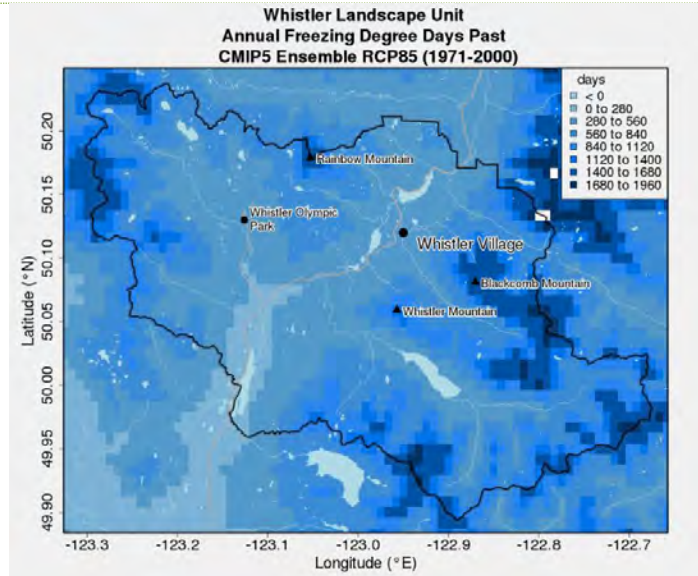 Whistler Landscape Unit
Annual Freezing Degree Days Past
CMIP5 Ensemble RCP85 (1971-2000)
days
< 0
0 to 280
280 to 560
560 to 840
840 to 1120
1120 to 1400
1400 to 1680
1680 to 1960
Rainbow Mountain
Whistler Olympic
Park
Whistler Village
Blackcomb Mountain
Whistler Mountain
Latitude (°N)
50.20
50.15
50.10
50.05
50.00
49.95
49.90
-123.3 -123.2 -123.1 -123.0 -122.9 -122.8 -122.7
Longitude (°E)